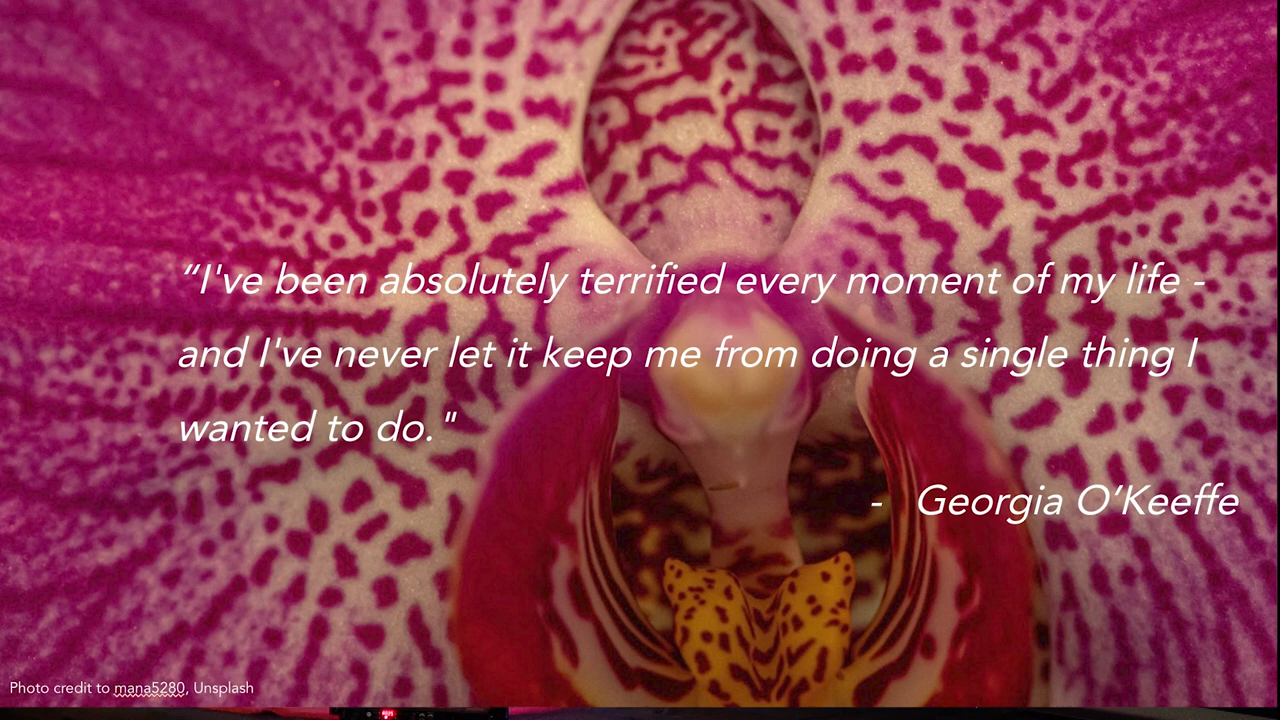 “I've been absolutely terrified every moment of my life -
and I've never let it keep me from doing a single thing I
wanted to do."
- Georgia O’Keeffe
Photo credit to mana5280, Unsplash